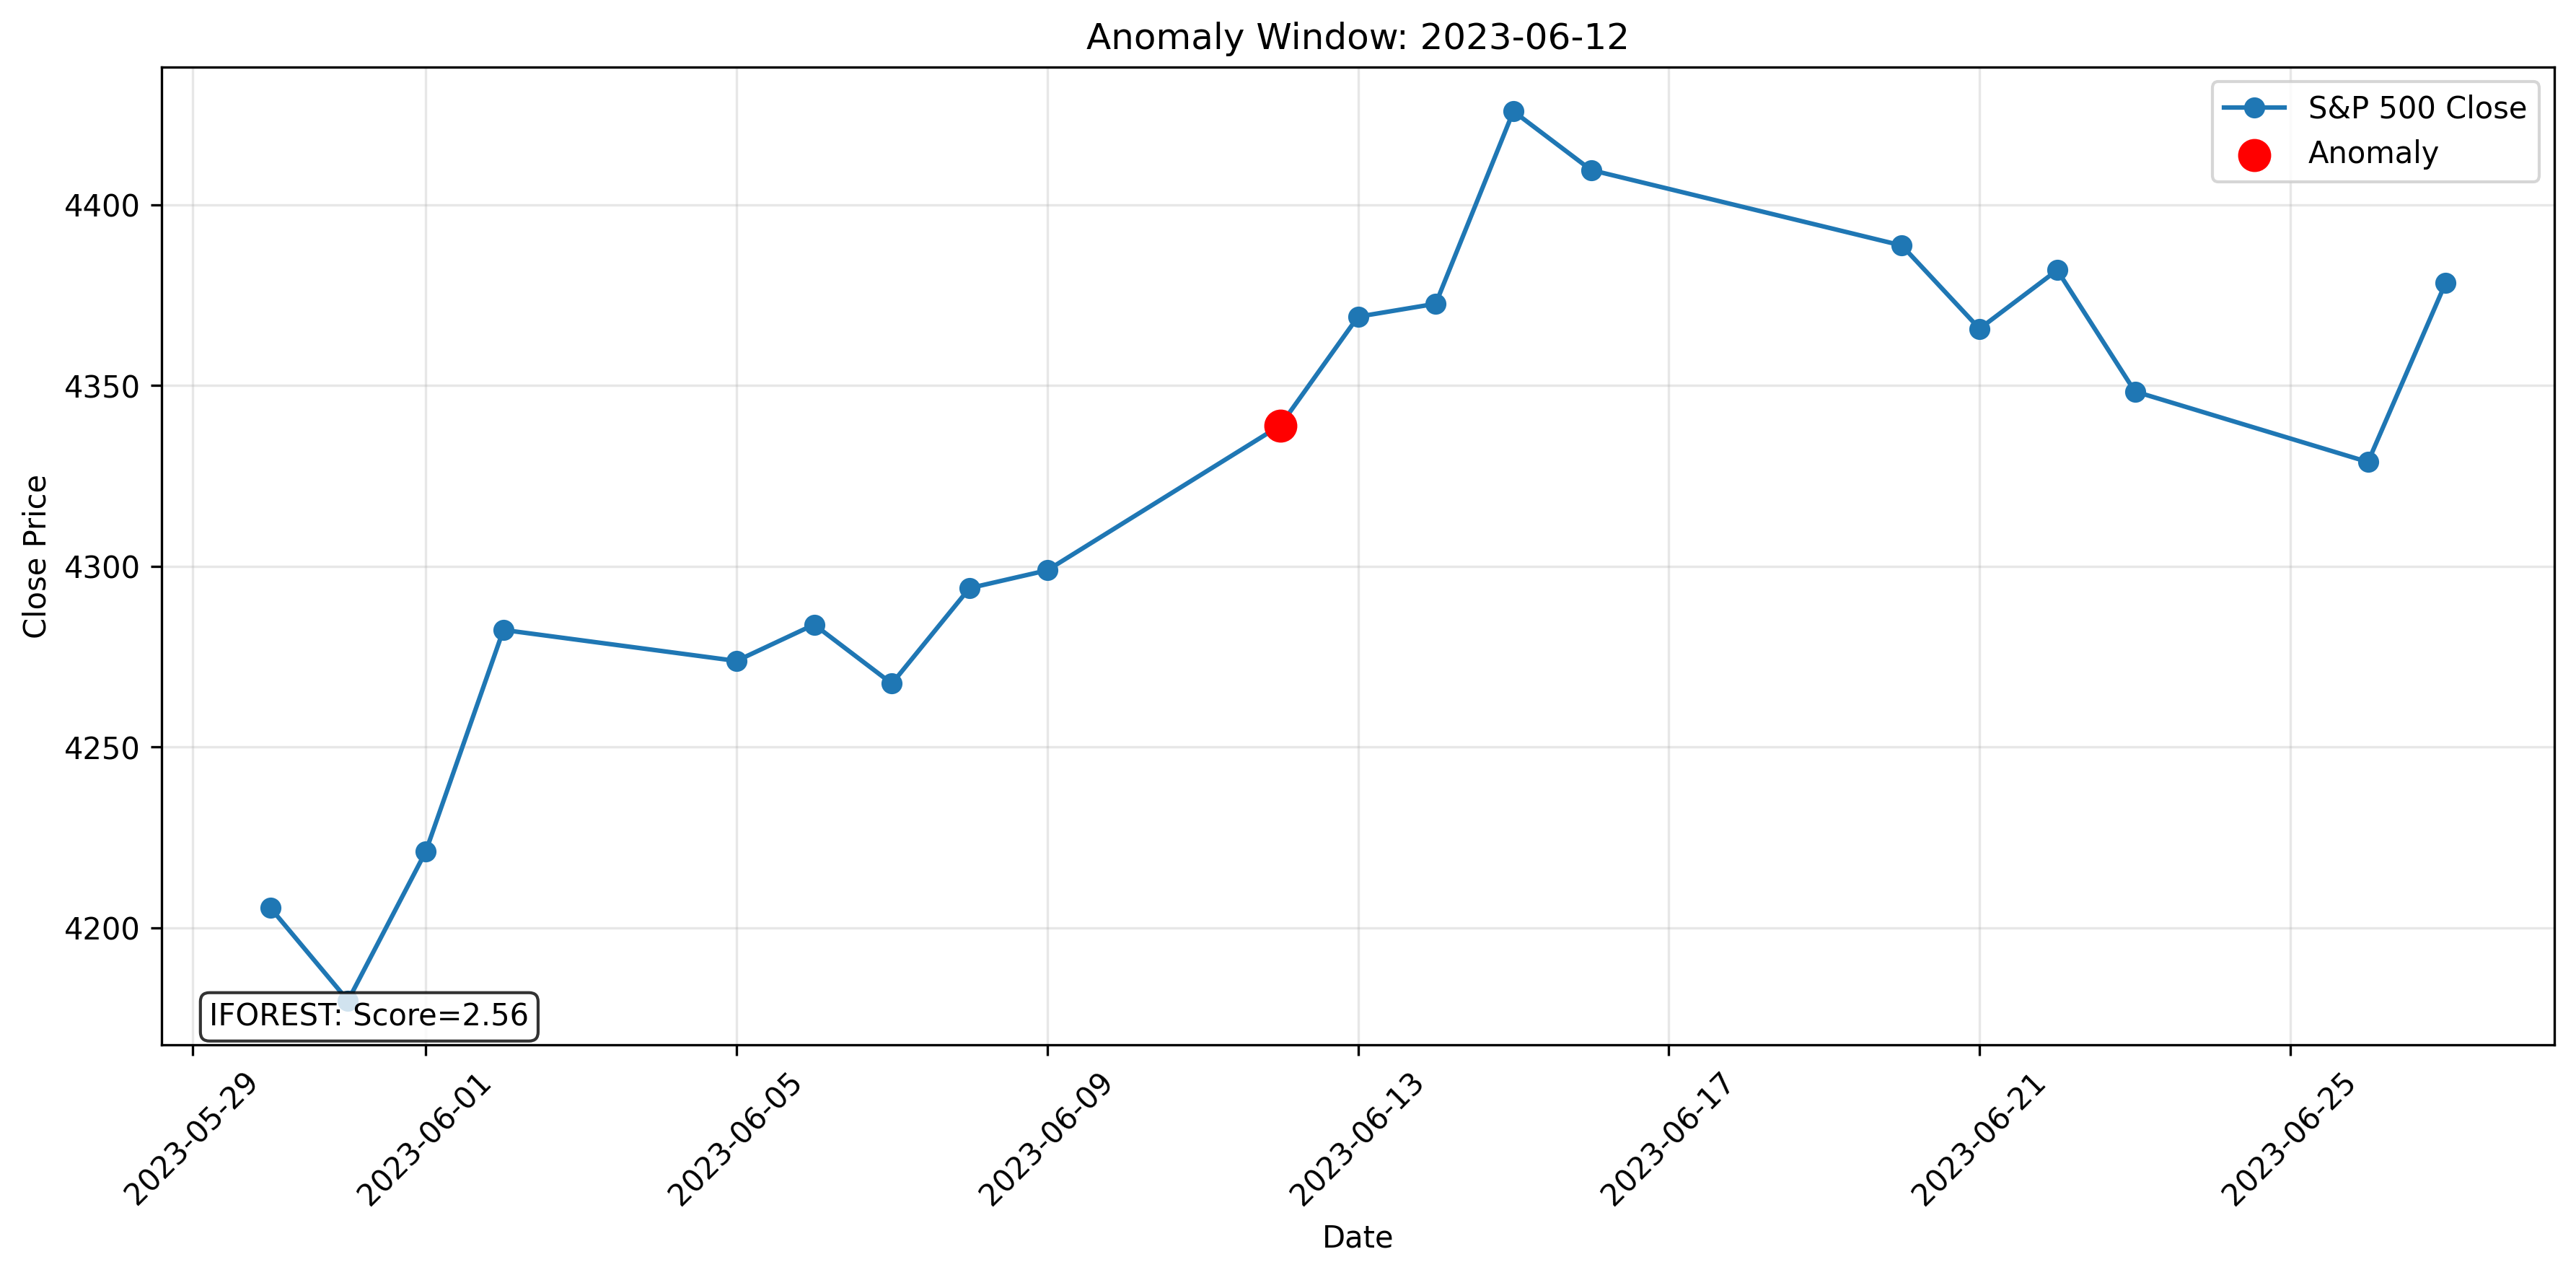 Anomaly Window: 2023-06-12
S&P 500 Close
Anomaly
Close Price
4400
4350
4300
4250
4200
IFOREST: Score=2.56
2023-05-29
2023-06-01
2023-06-05
2023-06-09
2023-06-13
2023-06-17
2023-06-21
2023-06-25
Date